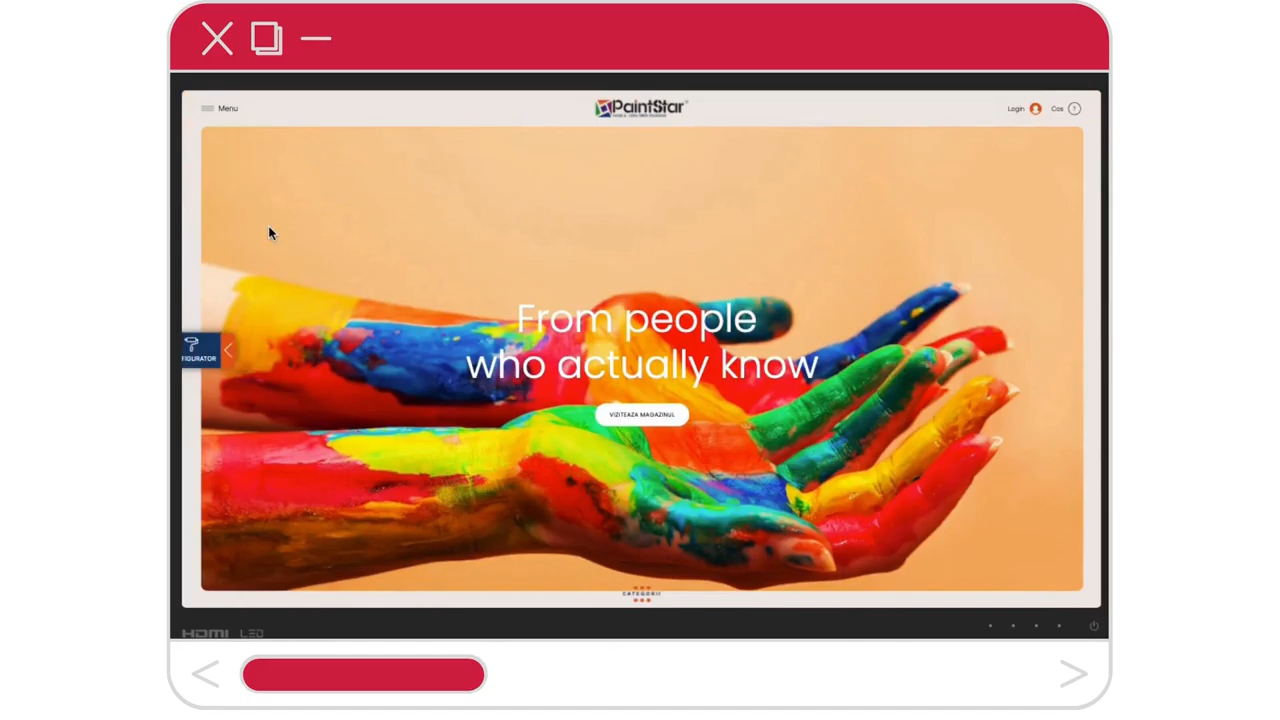 Menu
PaintStar
Login
Cos
From people
who actually know
VIZITEAZA MAGAZINUL
FIGURATOR
CATEGORII
HDMI LED